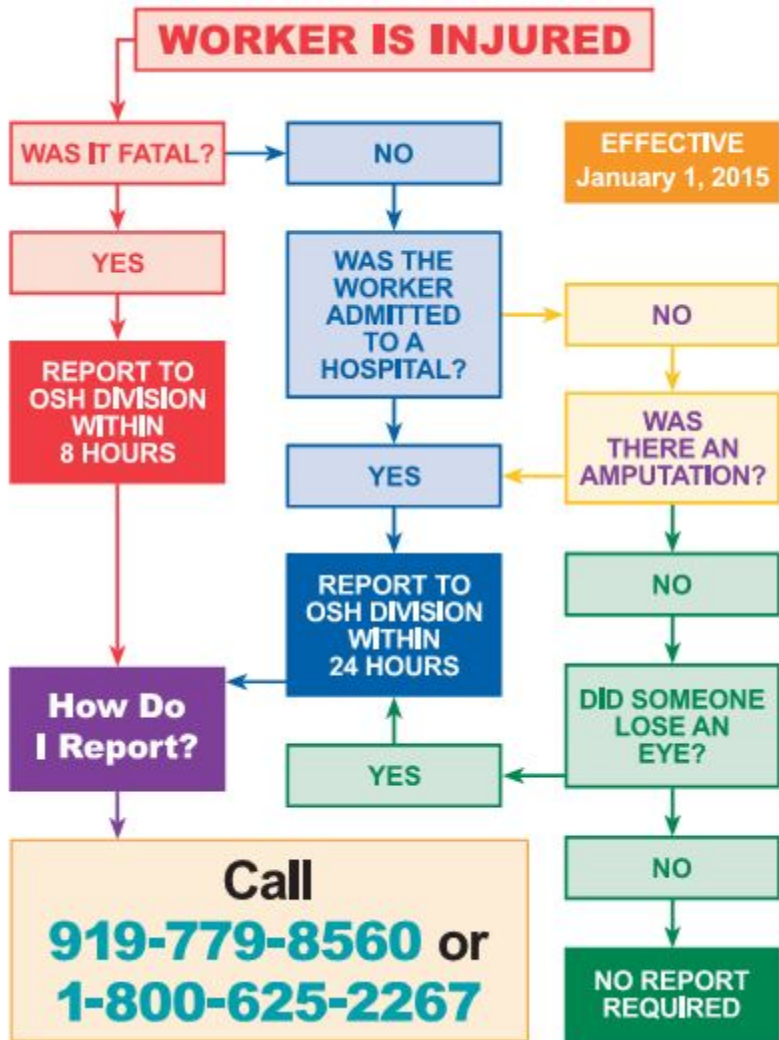 WORKER IS INJURED
WAS IT FATAL?
NO
EFFECTIVE
January 1, 2015
YES
WAS THE
WORKER
ADMITTED
TO A
HOSPITAL?
NO
REPORT TO
OSH DIVISION
WITHIN
8 HOURS
YES
WAS
THERE AN
AMPUTATION?
REPORT TO
OSH DIVISION
WITHIN
24 HOURS
NO
How Do
I Report?
YES
DID SOMEONE
LOSE AN
EYE?
NO
Call
919-779-8560 or
1-800-625-2267
NO REPORT
REQUIRED